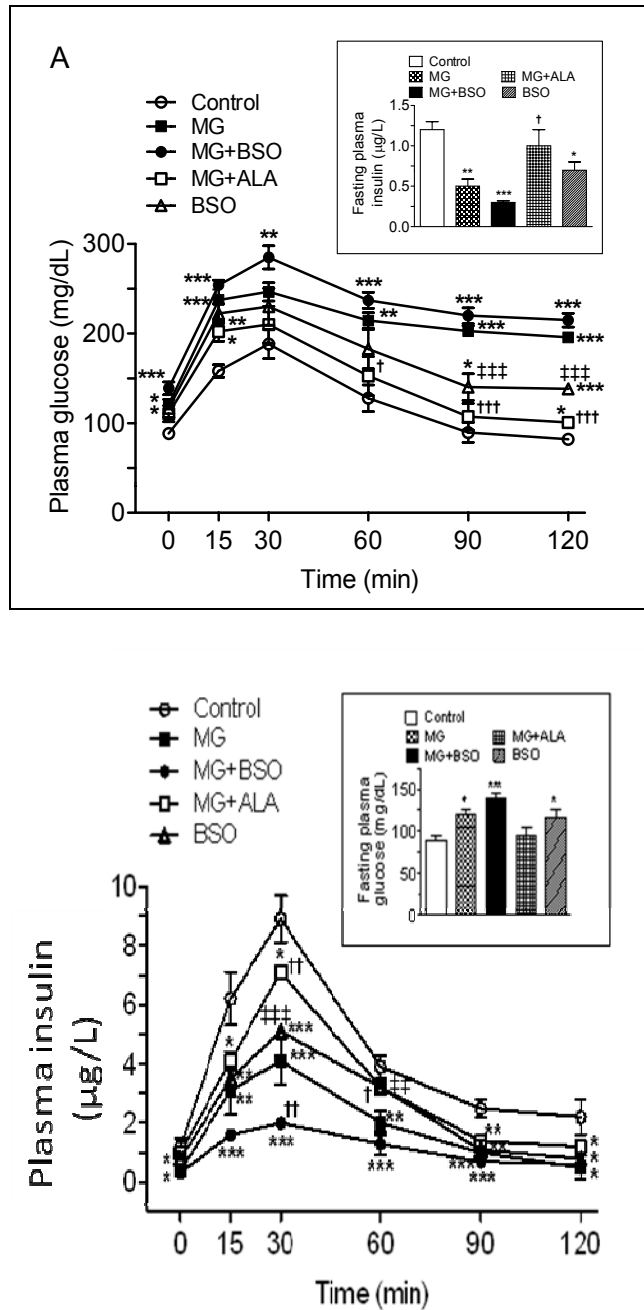 A
Control
MG
MG+BSO
MG+ALA
BSO
Control
MG
MG+ALA
MG+BSO
BSO
Fasting plasma
insulin (µg/L)
1.5
1.0
0.5
0.0
**
***
†
*
Plasma glucose (mg/dL)
300
200
100
0
**
***
***
***
***
***
**
*
**
***
***
***
*
*
†
*
‡‡‡
†††
‡‡‡
***
*
†††
0
15
30
60
90
120
Time (min)
Control
MG
MG+BSO
MG+ALA
BSO
Control
MG
MG+ALA
MG+BSO
BSO
Fasting plasma
glucose (mg/dL)
150
100
50
0
*
***
*
Plasma insulin
(µg/L)
10
8
6
4
2
0
*
††
‡‡‡
***
***
*
**
**
††
***
***
†
‡‡
**
***
**
**
***
***
*
*
*
*
*
0
15
30
60
90
120
Time (min)